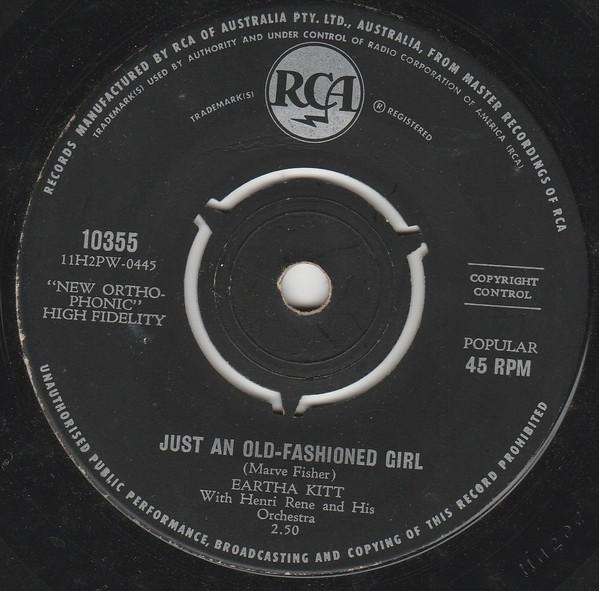 RECORDS MANUFACTURED BY RCA OF AUSTRALIA PTY. LTD., AUSTRALIA, FROM MASTER RECORDINGS OF RCA
TRADEMARK(S) USED BY AUTHORITY AND UNDER CONTROL OF RADIO CORPORATION OF AMERICA (RCA)
TRADEMARK(S)
RCA
® REGISTERED
10355
11H2PW-0445
"NEW ORTHO-
PHONIC"
HIGH FIDELITY
COPYRIGHT
CONTROL
POPULAR
45 RPM
JUST AN OLD-FASHIONED GIRL
(Marve Fisher)
EARTHA KITT
With Henri Rene and His
Orchestra
2.50
UNAUTHORISED PUBLIC PERFORMANCE, BROADCASTING AND COPYING OF THIS RECORD PROHIBITED